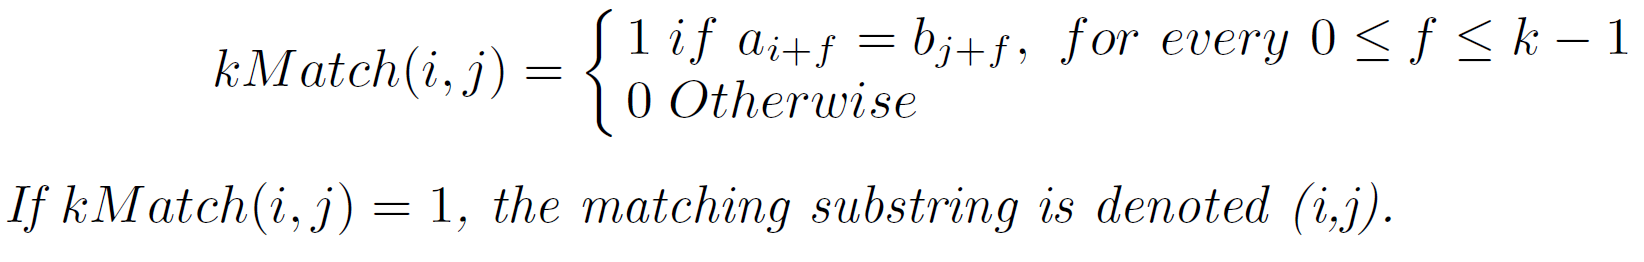 kMatch(i, j) = { 1 if a_{i+f} = b_{j+f}, for every 0 ≤ f ≤ k − 1
0 Otherwise
If kMatch(i, j) = 1, the matching substring is denoted (i,j).